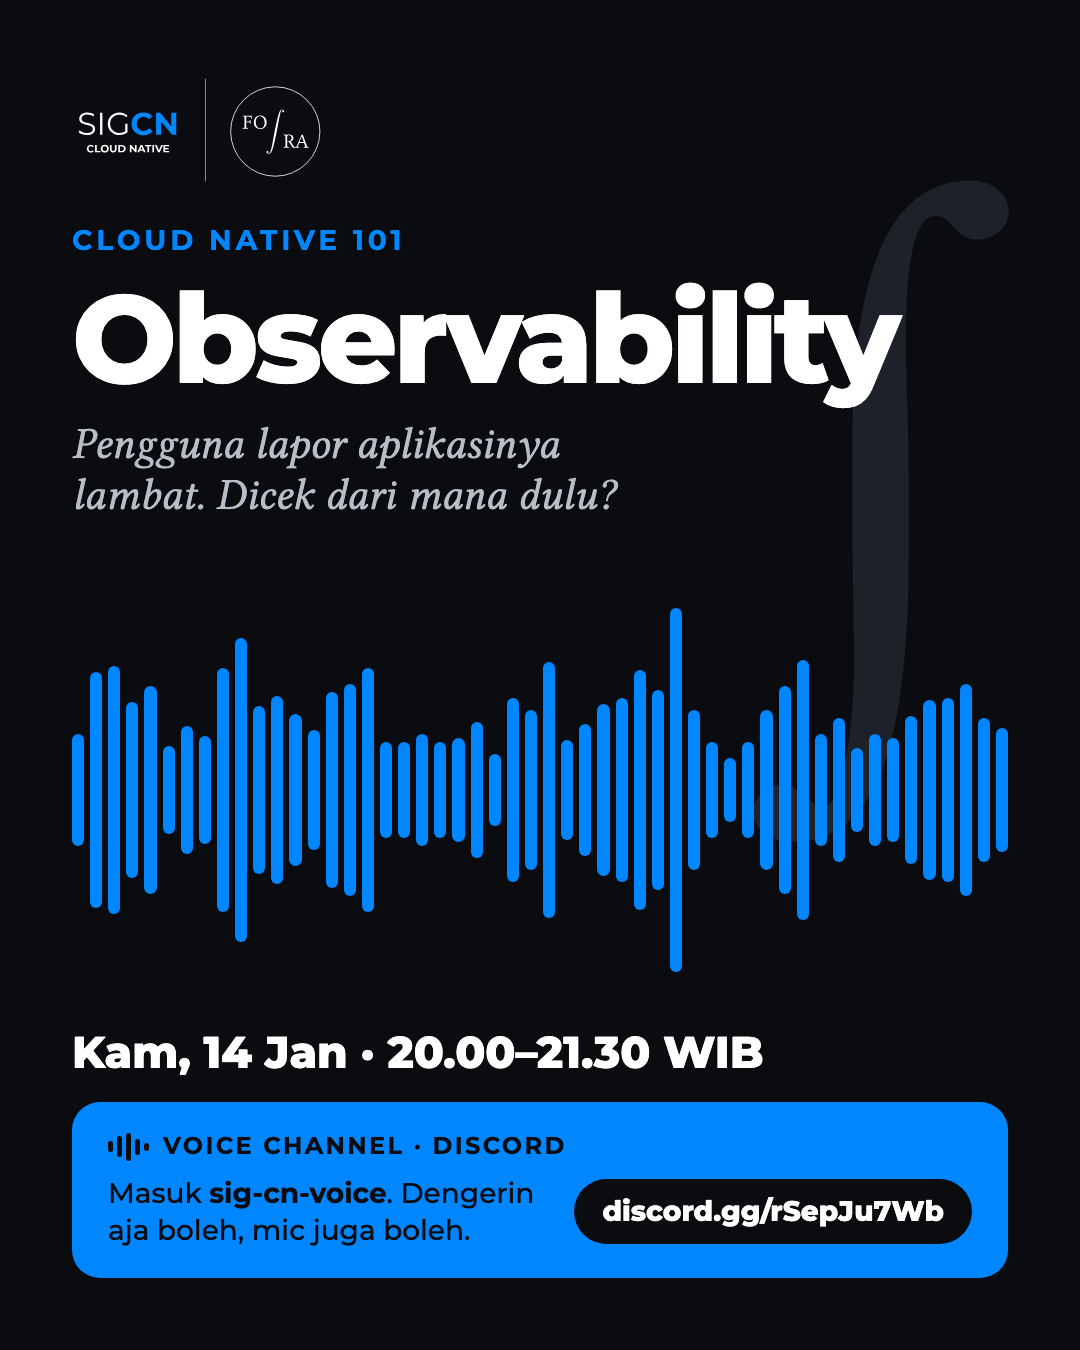 SIGCN
CLOUD NATIVE
FO∫RA
CLOUD NATIVE 101
Observability
Pengguna lapor aplikasinya
lambat. Dicek dari mana dulu?
Kam, 14 Jan · 20.00–21.30 WIB
VOICE CHANNEL · DISCORD
Masuk sig-cn-voice. Dengerin
aja boleh, mic juga boleh.
discord.gg/rSepJu7Wb